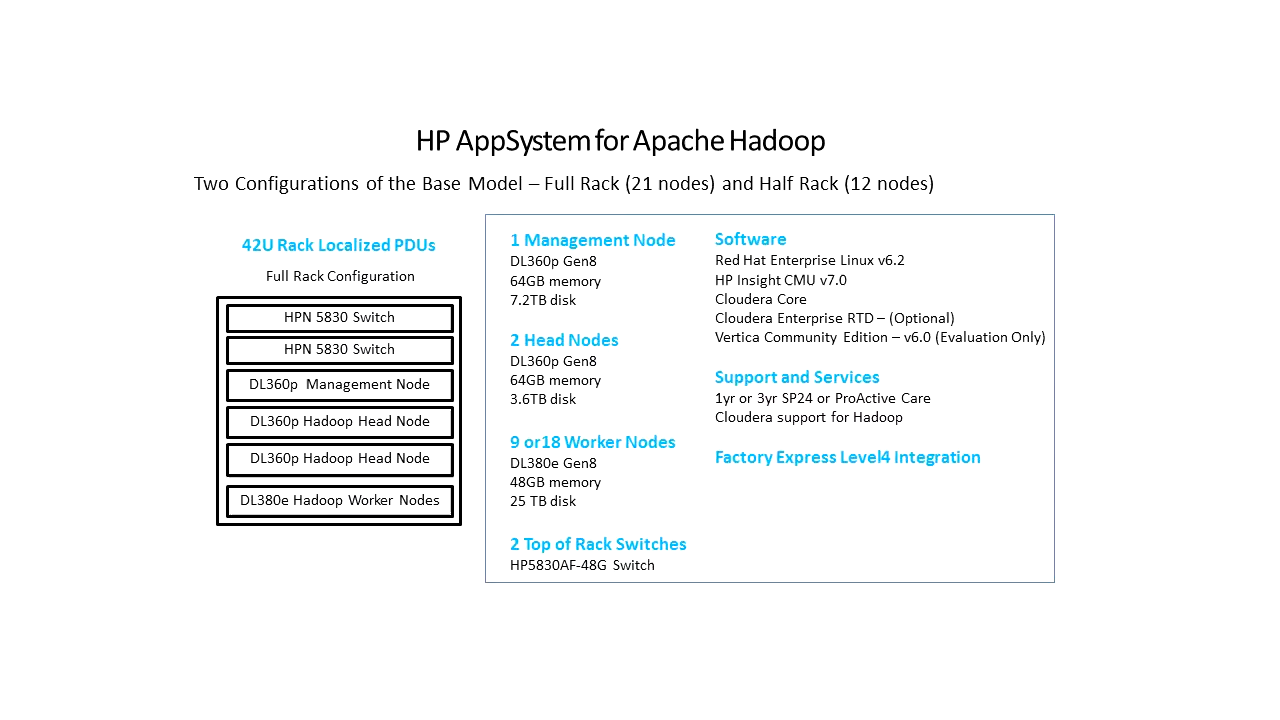 HP AppSystem for Apache Hadoop
Two Configurations of the Base Model – Full Rack (21 nodes) and Half Rack (12 nodes)
42U Rack Localized PDUs
Full Rack Configuration
HPN 5830 Switch
HPN 5830 Switch
DL360p Management Node
DL360p Hadoop Head Node
DL360p Hadoop Head Node
DL380e Hadoop Worker Nodes
1 Management Node
DL360p Gen8
64GB memory
7.2TB disk
2 Head Nodes
DL360p Gen8
64GB memory
3.6TB disk
9 or18 Worker Nodes
DL380e Gen8
48GB memory
25 TB disk
2 Top of Rack Switches
HP5830AF-48G Switch
Software
Red Hat Enterprise Linux v6.2
HP Insight CMU v7.0
Cloudera Core
Cloudera Enterprise RTD – (Optional)
Vertica Community Edition – v6.0 (Evaluation Only)
Support and Services
1yr or 3yr SP24 or ProActive Care
Cloudera support for Hadoop
Factory Express Level4 Integration